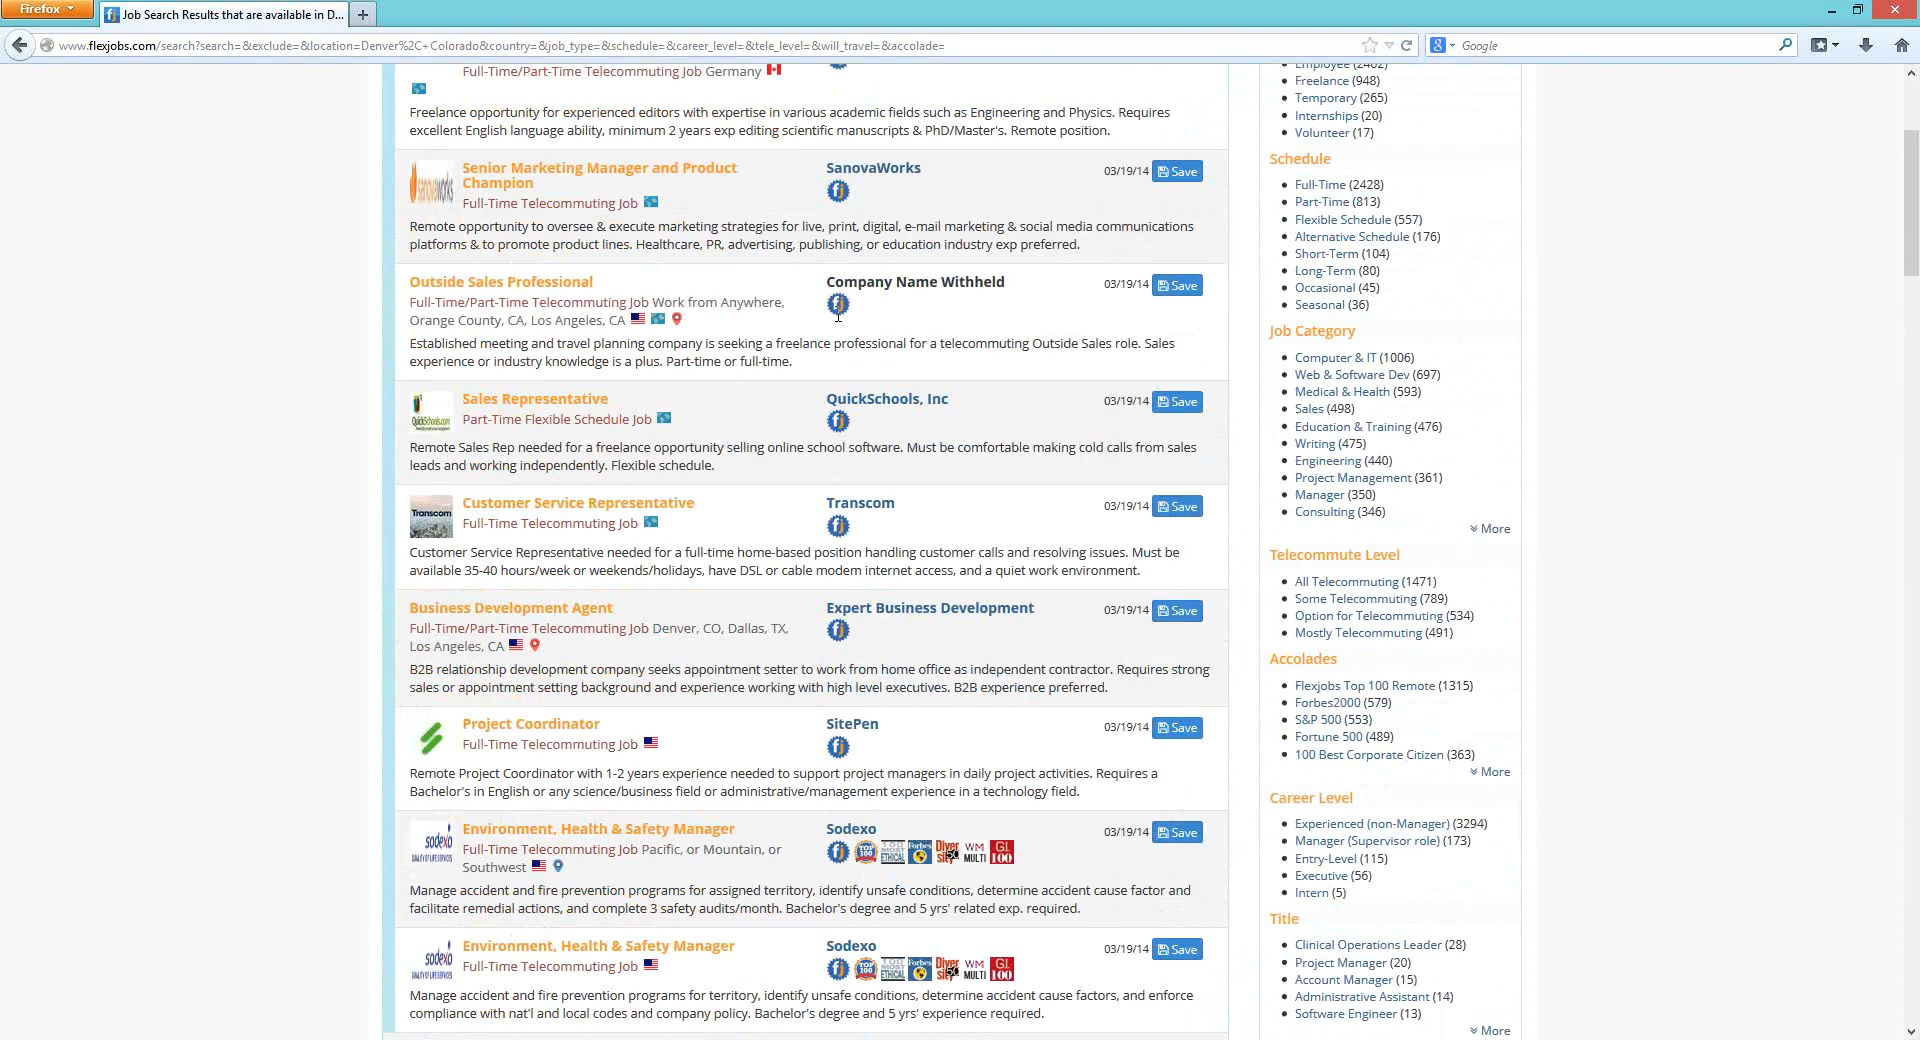 Firefox
Job Search Results that are available in D...
www.flexjobs.com/search?search=&exclude=&location=Denver%2C+Colorado&country=&job_type=&schedule=&career_level=&tele_level=&will_travel=&accolade=
Google
Full-Time/Part-Time Telecommuting Job Germany
Freelance opportunity for experienced editors with expertise in various academic fields such as Engineering and Physics. Requires
excellent English language ability, minimum 2 years exp editing scientific manuscripts & PhD/Master's. Remote position.
sanovaworks
Senior Marketing Manager and Product
Champion
SanovaWorks
03/19/14 Save
Full-Time Telecommuting Job
Remote opportunity to oversee & execute marketing strategies for live, print, digital, e-mail marketing & social media communications
platforms & to promote product lines. Healthcare, PR, advertising, publishing, or education industry exp preferred.
Outside Sales Professional
Company Name Withheld
03/19/14 Save
Full-Time/Part-Time Telecommuting Job Work from Anywhere,
Orange County, CA, Los Angeles, CA
Established meeting and travel planning company is seeking a freelance professional for a telecommuting Outside Sales role. Sales
experience or industry knowledge is a plus. Part-time or full-time.
QuickSchools.com
Sales Representative
QuickSchools, Inc
03/19/14 Save
Part-Time Flexible Schedule Job
Remote Sales Rep needed for a freelance opportunity selling online school software. Must be comfortable making cold calls from sales
leads and working independently. Flexible schedule.
Transcom
Customer Service Representative
Transcom
03/19/14 Save
Full-Time Telecommuting Job
Customer Service Representative needed for a full-time home-based position handling customer calls and resolving issues. Must be
available 35-40 hours/week or weekends/holidays, have DSL or cable modem internet access, and a quiet work environment.
Business Development Agent
Expert Business Development
03/19/14 Save
Full-Time/Part-Time Telecommuting Job Denver, CO, Dallas, TX,
Los Angeles, CA
B2B relationship development company seeks appointment setter to work from home office as independent contractor. Requires strong
sales or appointment setting background and experience working with high level executives. B2B experience preferred.
Project Coordinator
SitePen
03/19/14 Save
Full-Time Telecommuting Job
Remote Project Coordinator with 1-2 years experience needed to support project managers in daily project activities. Requires a
Bachelor's in English or any science/business field or administrative/management experience in a technology field.
sodexo
Environment, Health & Safety Manager
Sodexo
03/19/14 Save
Full-Time Telecommuting Job Pacific, or Mountain, or
Southwest
Manage accident and fire prevention programs for assigned territory, identify unsafe conditions, determine accident cause factor and
facilitate remedial actions, and complete 3 safety audits/month. Bachelor's degree and 5 yrs' related exp. required.
sodexo
Environment, Health & Safety Manager
Sodexo
03/19/14 Save
Full-Time Telecommuting Job
Manage accident and fire prevention programs for territory, identify unsafe conditions, determine accident cause factors, and enforce
compliance with nat'l and local codes and company policy. Bachelor's degree and 5 yrs' experience required.
Employee (2402)
Freelance (948)
Temporary (265)
Internships (20)
Volunteer (17)
Schedule
Full-Time (2428)
Part-Time (813)
Flexible Schedule (557)
Alternative Schedule (176)
Short-Term (104)
Long-Term (80)
Occasional (45)
Seasonal (36)
Job Category
Computer & IT (1006)
Web & Software Dev (697)
Medical & Health (593)
Sales (498)
Education & Training (476)
Writing (475)
Engineering (440)
Project Management (361)
Manager (350)
Consulting (346)
More
Telecommute Level
All Telecommuting (1471)
Some Telecommuting (789)
Option for Telecommuting (534)
Mostly Telecommuting (491)
Accolades
Flexjobs Top 100 Remote (1315)
Forbes2000 (579)
S&P 500 (553)
Fortune 500 (489)
100 Best Corporate Citizen (363)
More
Career Level
Experienced (non-Manager) (3294)
Manager (Supervisor role) (173)
Entry-Level (115)
Executive (56)
Intern (5)
Title
Clinical Operations Leader (28)
Project Manager (20)
Account Manager (15)
Administrative Assistant (14)
Software Engineer (13)
More